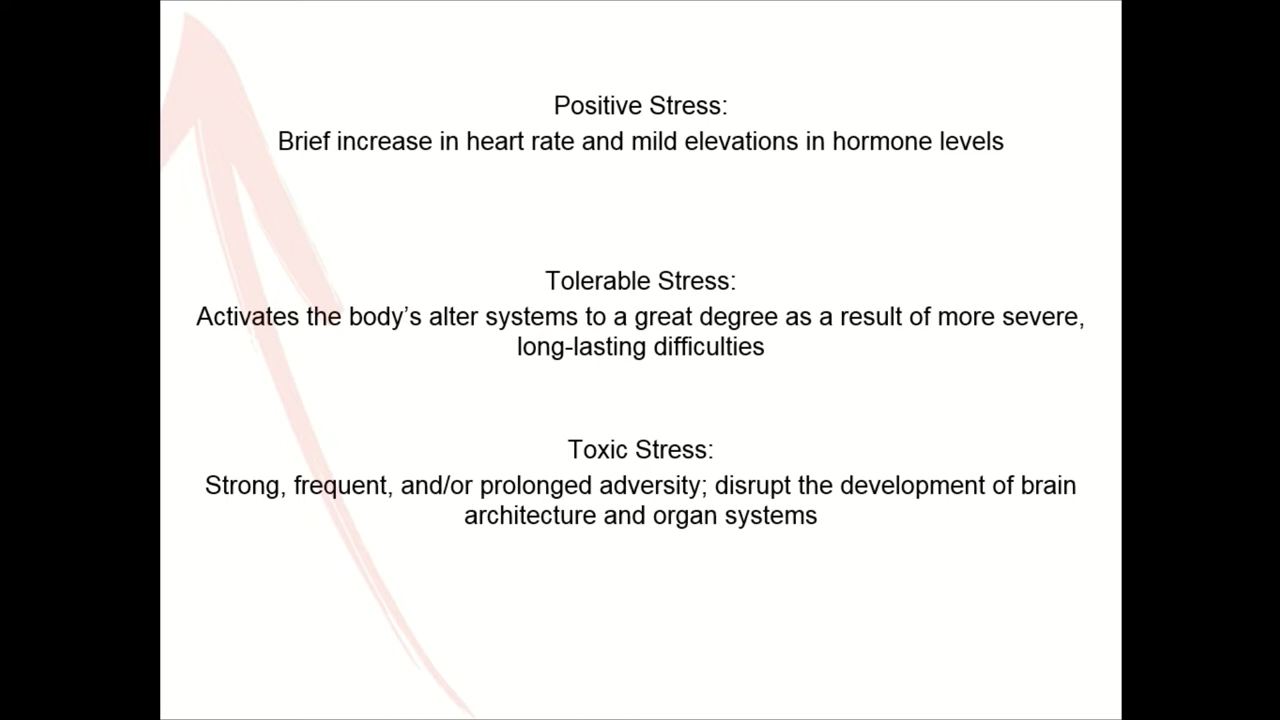 Positive Stress:
Brief increase in heart rate and mild elevations in hormone levels
Tolerable Stress:
Activates the body’s alter systems to a great degree as a result of more severe,
long-lasting difficulties
Toxic Stress:
Strong, frequent, and/or prolonged adversity; disrupt the development of brain
architecture and organ systems